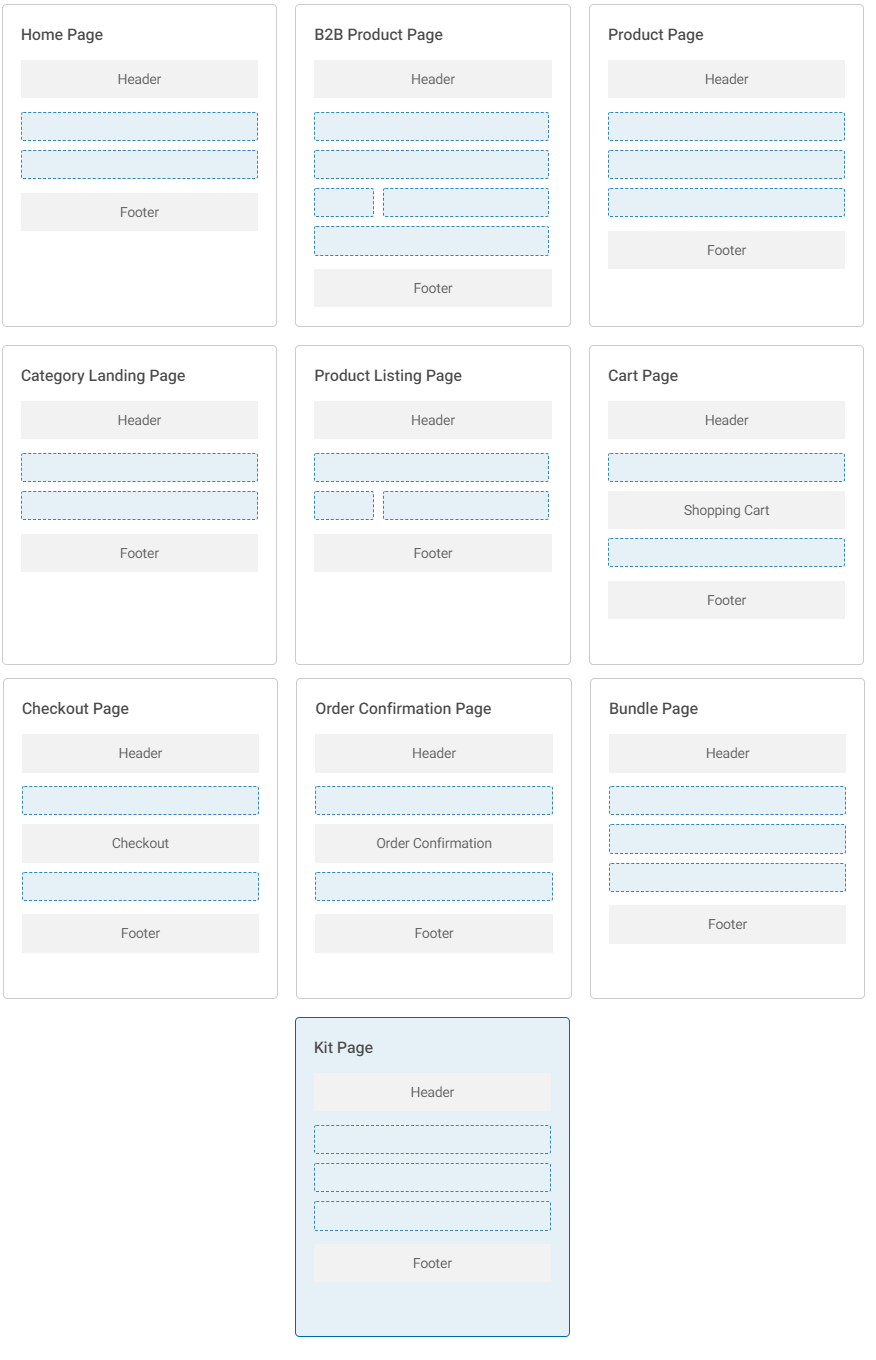 Home Page
Header
Footer
B2B Product Page
Header
Footer
Product Page
Header
Footer
Category Landing Page
Header
Footer
Product Listing Page
Header
Footer
Cart Page
Header
Shopping Cart
Footer
Checkout Page
Header
Checkout
Footer
Order Confirmation Page
Header
Order Confirmation
Footer
Bundle Page
Header
Footer
Kit Page
Header
Footer